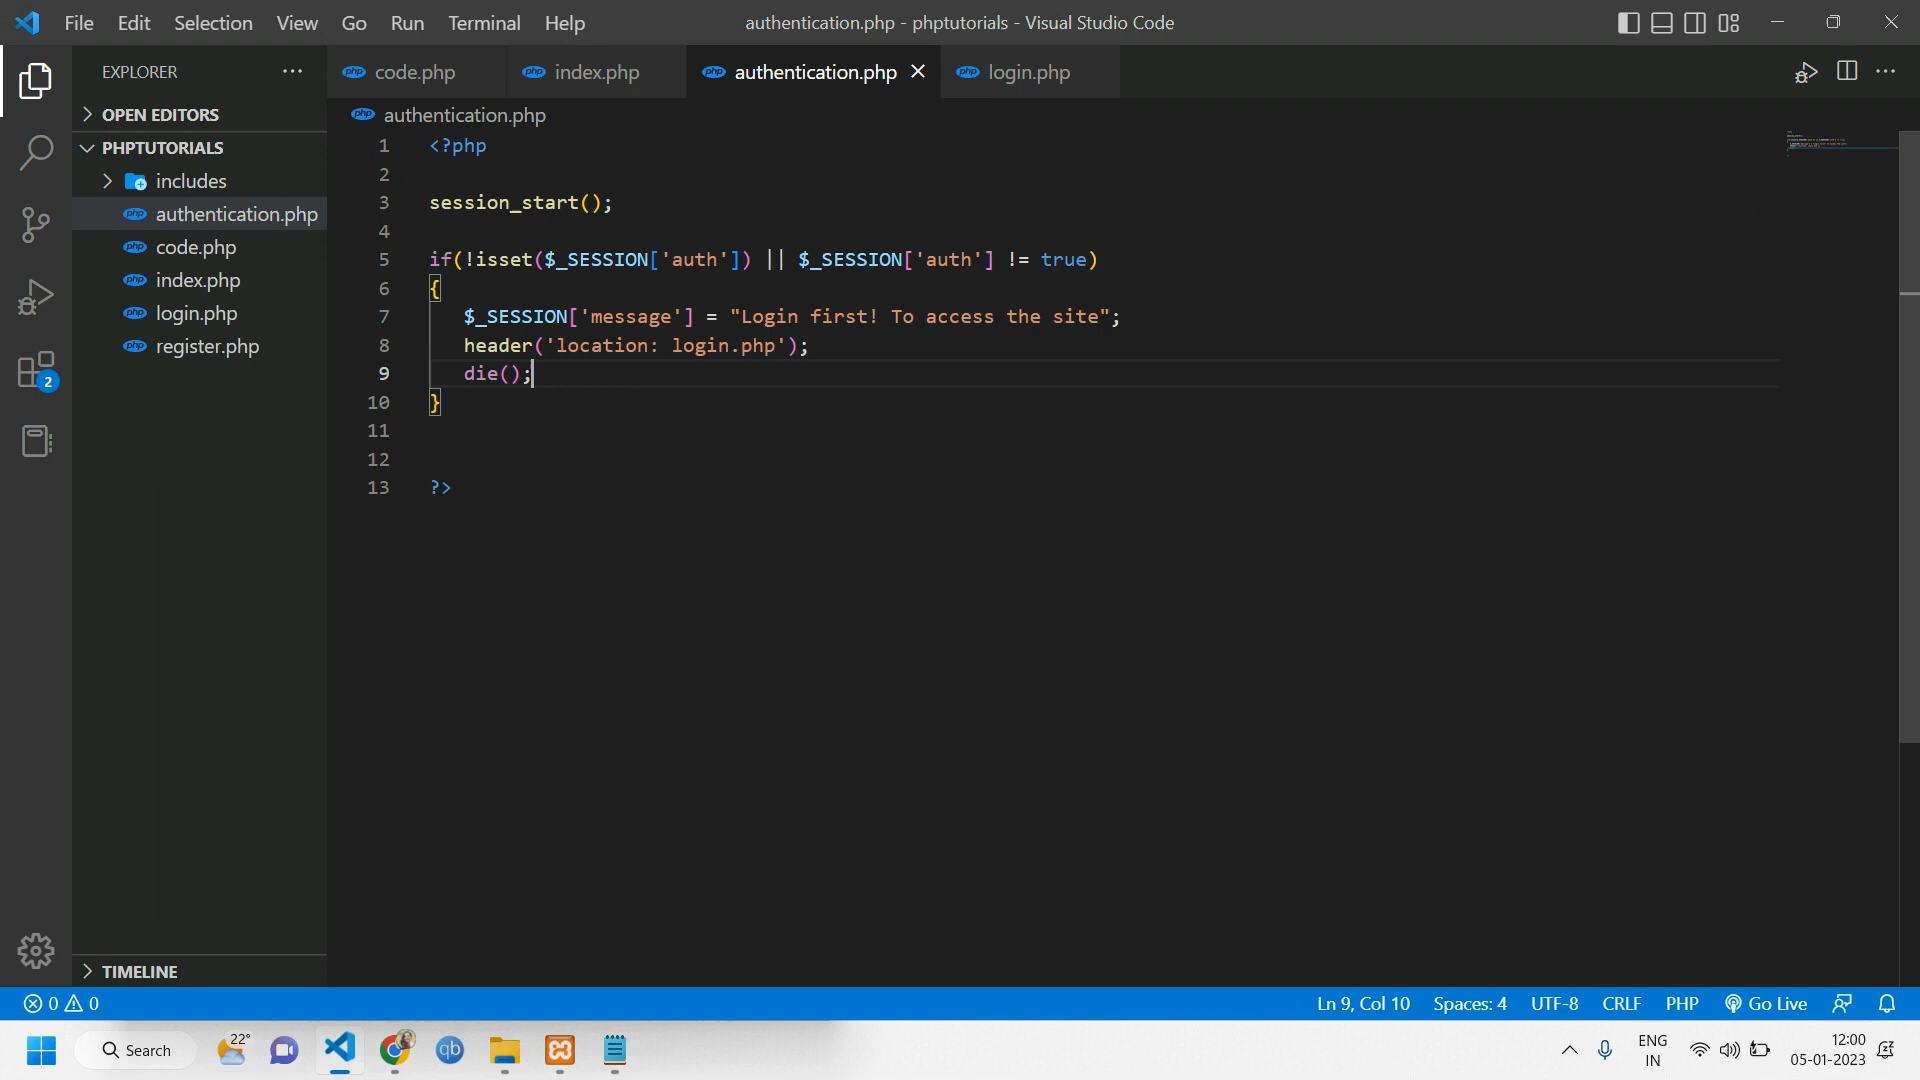 File Edit Selection View Go Run Terminal Help authentication.php - phptutorials - Visual Studio Code
EXPLORER
code.php index.php authentication.php login.php
OPEN EDITORS
authentication.php
PHPTUTORIALS
includes
authentication.php
code.php
index.php
login.php
register.php
2
TIMELINE
1 <?php
2
3 session_start();
4
5 if(!isset($_SESSION['auth']) || $_SESSION['auth'] != true)
6 {
7 $_SESSION['message'] = "Login first! To access the site";
8 header('location: login.php');
9 die();
10 }
11
12
13 ?>
0 0 Ln 9, Col 10 Spaces: 4 UTF-8 CRLF PHP Go Live
Search 22° qb ENG IN 12:00
05-01-2023